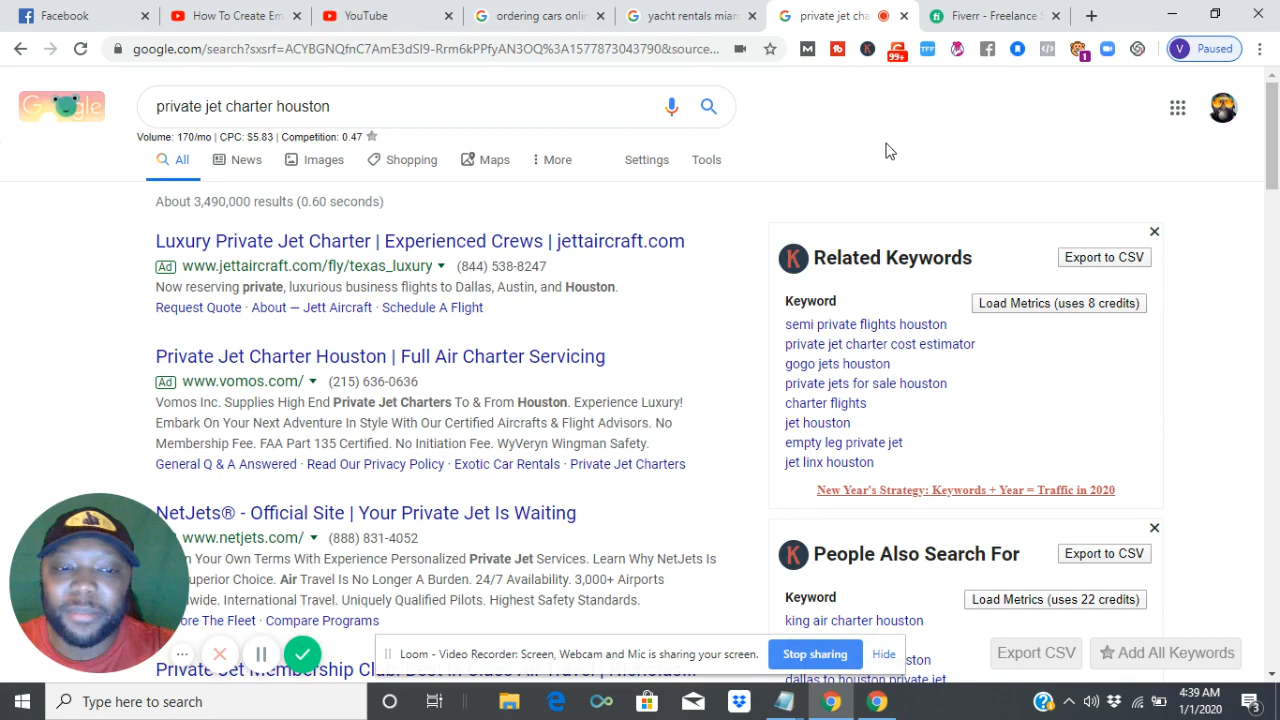 Facebook
How To Create Em
YouTube
ordering cars onlin
yacht rentals miam
private jet cha
Fiverr - Freelance S
google.com/search?sxsrf=ACYBGNQfnC7AmE3dSI9-Rrm6kPPfyAN3OQ%3A1577873043790&source...
99+
TFF
1
V Paused
Google
private jet charter houston
Volume: 170/mo | CPC: $5.83 | Competition: 0.47
All
News
Images
Shopping
Maps
More
Settings
Tools
About 3,490,000 results (0.60 seconds)
Luxury Private Jet Charter | Experienced Crews | jettaircraft.com
Ad www.jettaircraft.com/fly/texas_luxury (844) 538-8247
Now reserving private, luxurious business flights to Dallas, Austin, and Houston.
Request Quote · About — Jett Aircraft · Schedule A Flight
Private Jet Charter Houston | Full Air Charter Servicing
Ad www.vomos.com/ (215) 636-0636
Vomos Inc. Supplies High End Private Jet Charters To & From Houston. Experience Luxury!
Embark On Your Next Adventure In Style With Our Certified Aircrafts & Flight Advisors. No
Membership Fee. FAA Part 135 Certified. No Initiation Fee. WyVeryn Wingman Safety.
General Q & A Answered · Read Our Privacy Policy · Exotic Car Rentals · Private Jet Charters
NetJets® - Official Site | Your Private Jet Is Waiting
www.netjets.com/ (888) 831-4052
n Your Own Terms With Experience Personalized Private Jet Services. Learn Why NetJets Is
uperior Choice. Air Travel Is No Longer A Burden. 24/7 Availability. 3,000+ Airports
wide. International Travel. Uniquely Qualified Pilots. Highest Safety Standards.
ore The Fleet · Compare Programs
K Related Keywords
Export to CSV
Keyword
Load Metrics (uses 8 credits)
semi private flights houston
private jet charter cost estimator
gogo jets houston
private jets for sale houston
charter flights
jet houston
empty leg private jet
jet linx houston
New Year's Strategy: Keywords + Year = Traffic in 2020
K People Also Search For
Export to CSV
Keyword
Load Metrics (uses 22 credits)
king air charter houston
ston
dallas to houston private jet
Export CSV
Add All Keywords
Loom - Video Recorder: Screen, Webcam and Mic is sharing your screen.
Stop sharing
Hide
Type here to search
4:39 AM
1/1/2020
3